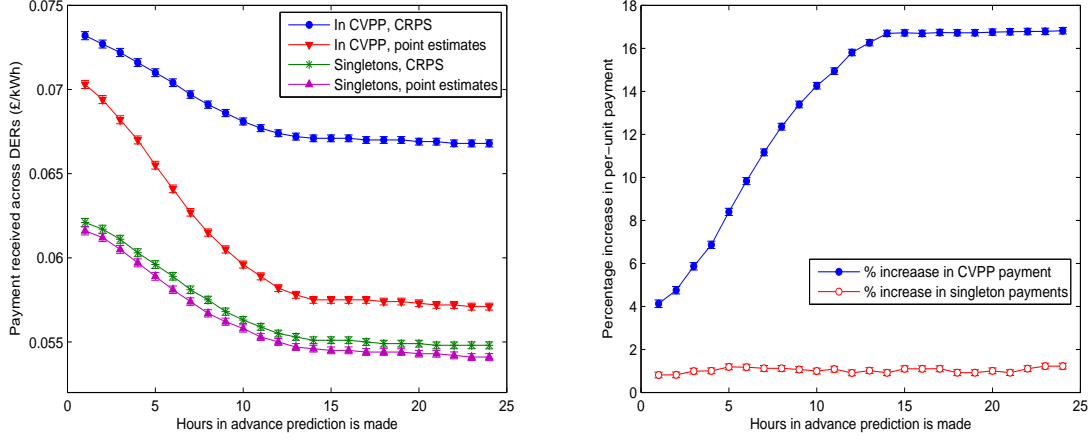 0.075
0.07
0.065
0.06
0.055
0
5
10
15
20
25
Hours in advance prediction is made
Payment received across DERs (£/kWh)
In CVPP, CRPS
In CVPP, point estimates
Singletons, CRPS
Singletons, point estimates
18
16
14
12
10
8
6
4
2
0
0
5
10
15
20
25
Hours in advance prediction is made
Percentage increase in per-unit payment
% increaase in CVPP payment
% increase in singleton payments